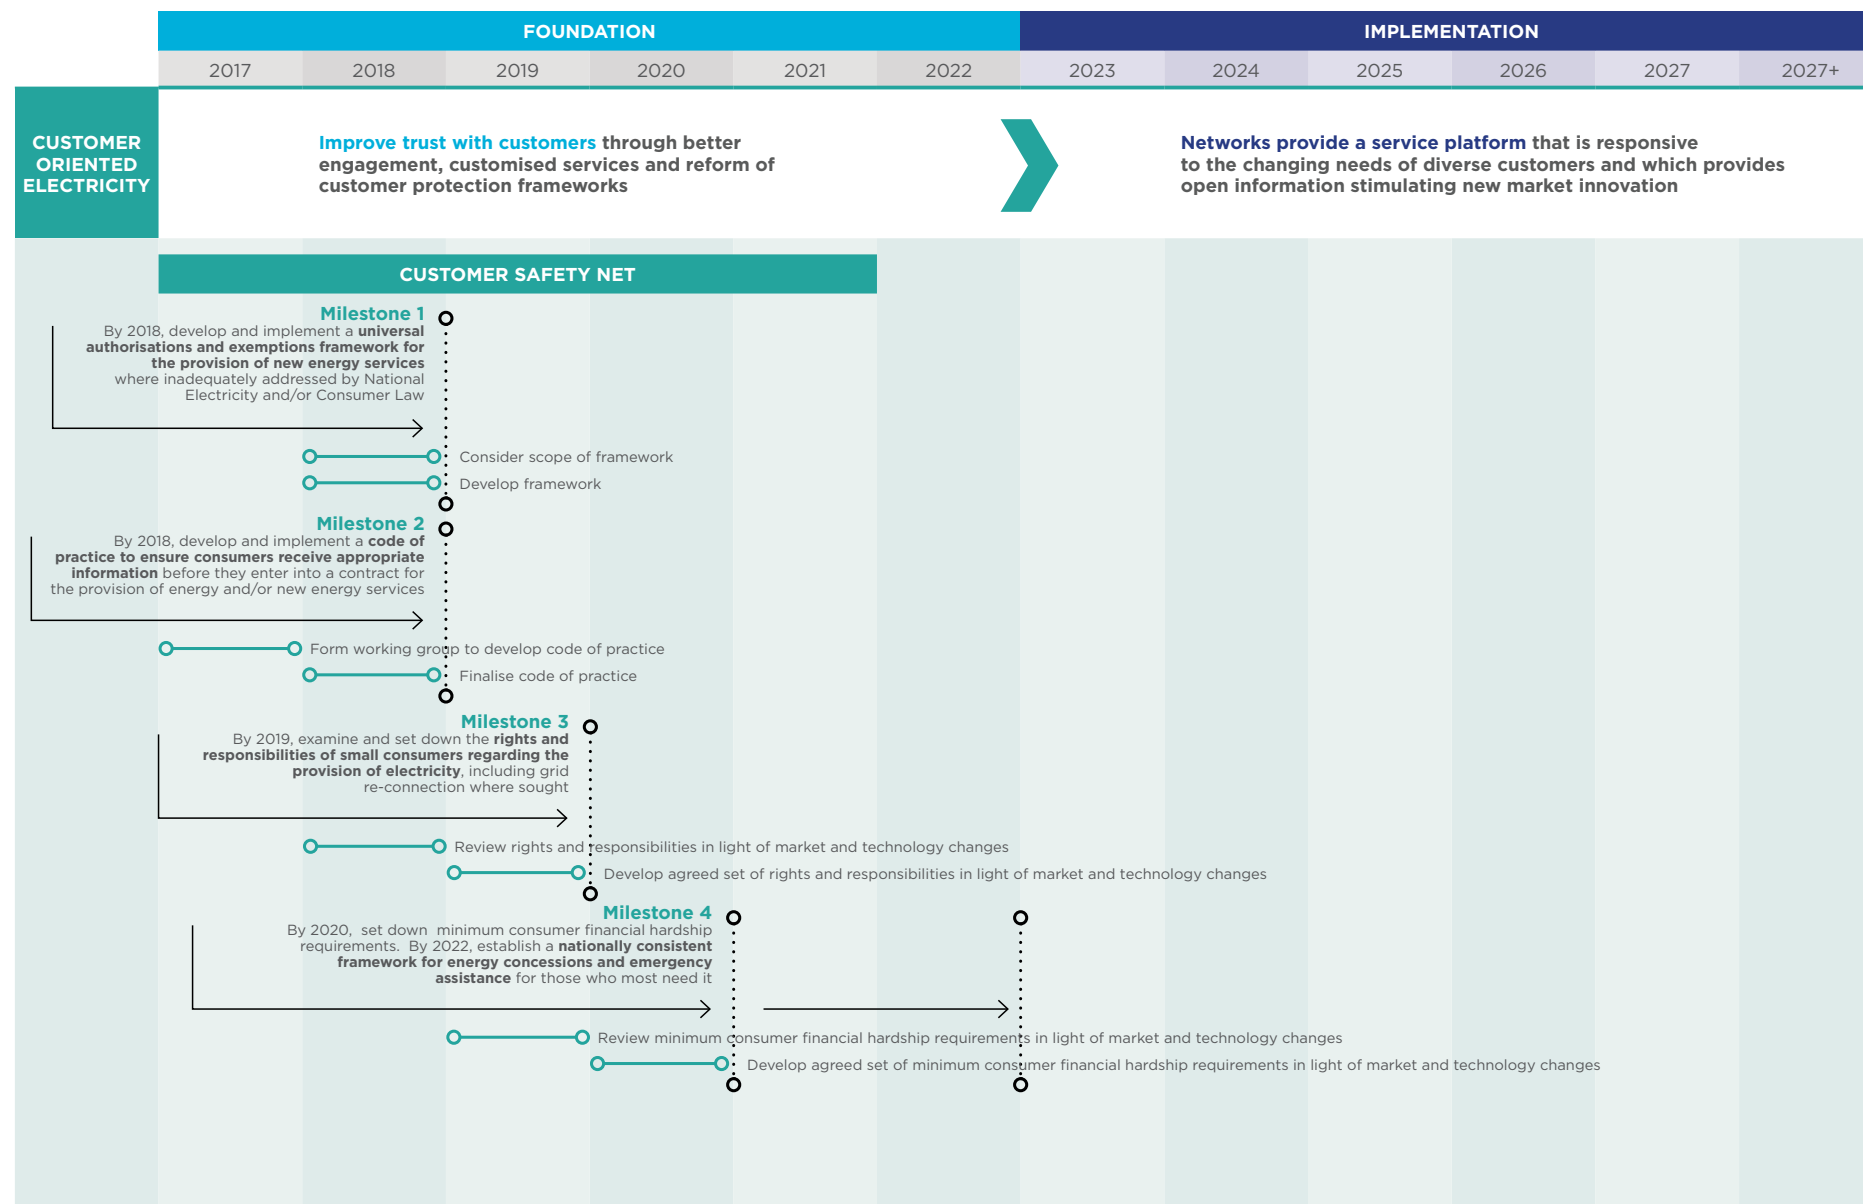 FOUNDATION
IMPLEMENTATION
2017
2018
2019
2020
2021
2022
2023
2024
2025
2026
2027
2027+
CUSTOMER
ORIENTED
ELECTRICITY
Improve trust with customers through better
engagement, customised services and reform of
customer protection frameworks
Networks provide a service platform that is responsive
to the changing needs of diverse customers and which provides
open information stimulating new market innovation
CUSTOMER SAFETY NET
Milestone 1
By 2018, develop and implement a universal
authorisations and exemptions framework for
the provision of new energy services
where inadequately addressed by National
Electricity and/or Consumer Law
Consider scope of framework
Develop framework
Milestone 2
By 2018, develop and implement a code of
practice to ensure consumers receive appropriate
information before they enter into a contract for
the provision of energy and/or new energy services
Form working group to develop code of practice
Finalise code of practice
Milestone 3
By 2019, examine and set down the rights and
responsibilities of small consumers regarding the
provision of electricity, including grid
re-connection where sought
Review rights and responsibilities in light of market and technology changes
Develop agreed set of rights and responsibilities in light of market and technology changes
Milestone 4
By 2020, set down minimum consumer financial hardship
requirements. By 2022, establish a nationally consistent
framework for energy concessions and emergency
assistance for those who most need it
Review minimum consumer financial hardship requirements in light of market and technology changes
Develop agreed set of minimum consumer financial hardship requirements in light of market and technology changes